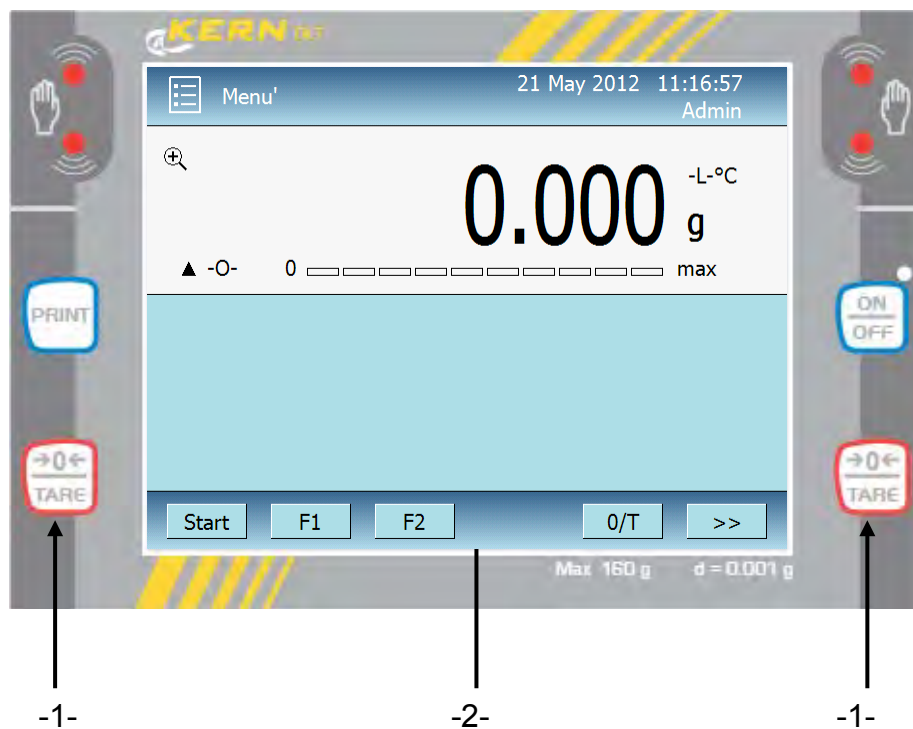 KERN
Menu' 21 May 2012 11:16:57
Admin
0.000 -L-°C
g
-O- 0 max
PRINT
ON
OFF
→0←
TARE
→0←
TARE
Start F1 F2 0/T >>
Max 160 g d = 0.001 g
-1- -2- -1-